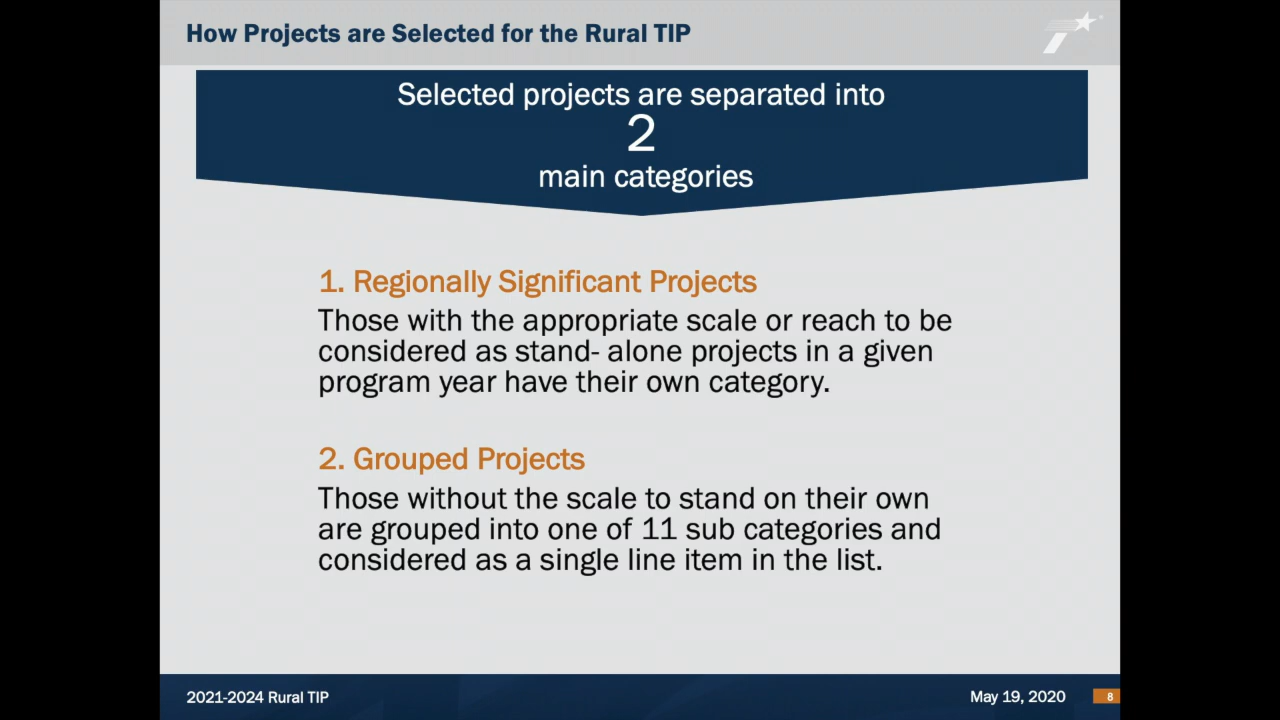 How Projects are Selected for the Rural TIP
Selected projects are separated into
2
main categories
1. Regionally Significant Projects
Those with the appropriate scale or reach to be
considered as stand- alone projects in a given
program year have their own category.
2. Grouped Projects
Those without the scale to stand on their own
are grouped into one of 11 sub categories and
considered as a single line item in the list.
2021-2024 Rural TIP
May 19, 2020
8